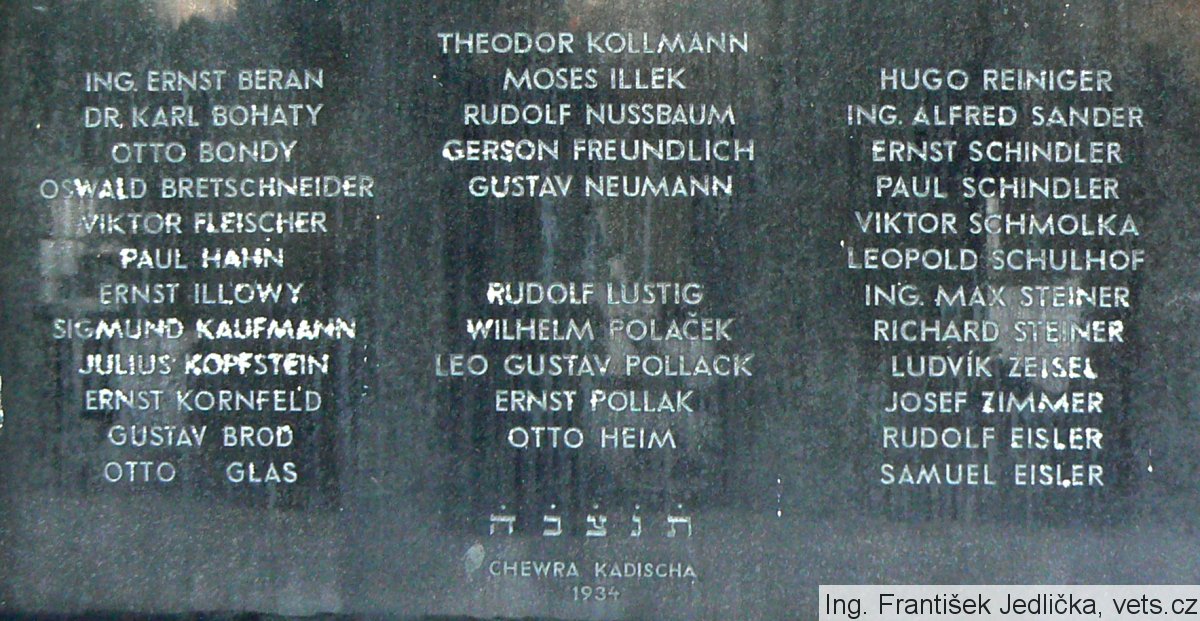 ING. ERNST BERAN
DR. KARL BOHATY
OTTO BONDY
OSWALD BRETSCHNEIDER
VIKTOR FLEISCHER
PAUL HAHN
ERNST ILLOWY
SIGMUND KAUFMANN
JULIUS KOPFSTEIN
ERNST KORNFELD
GUSTAV BROD
OTTO GLAS
THEODOR KOLLMANN
MOSES ILLEK
RUDOLF NUSSBAUM
GERSON FREUNDLICH
GUSTAV NEUMANN
RUDOLF LUSTIG
WILHELM POLAČEK
LEO GUSTAV POLLACK
ERNST POLLAK
OTTO HEIM
HUGO REINIGER
ING. ALFRED SANDER
ERNST SCHINDLER
PAUL SCHINDLER
VIKTOR SCHMOLKA
LEOPOLD SCHULHOF
ING. MAX STEINER
RICHARD STEINER
LUDVÍK ZEISEL
JOSEF ZIMMER
RUDOLF EISLER
SAMUEL EISLER
ת נ צ ב ה
CHEWRA KADISCHA
1934
Ing. František Jedlička, vets.cz